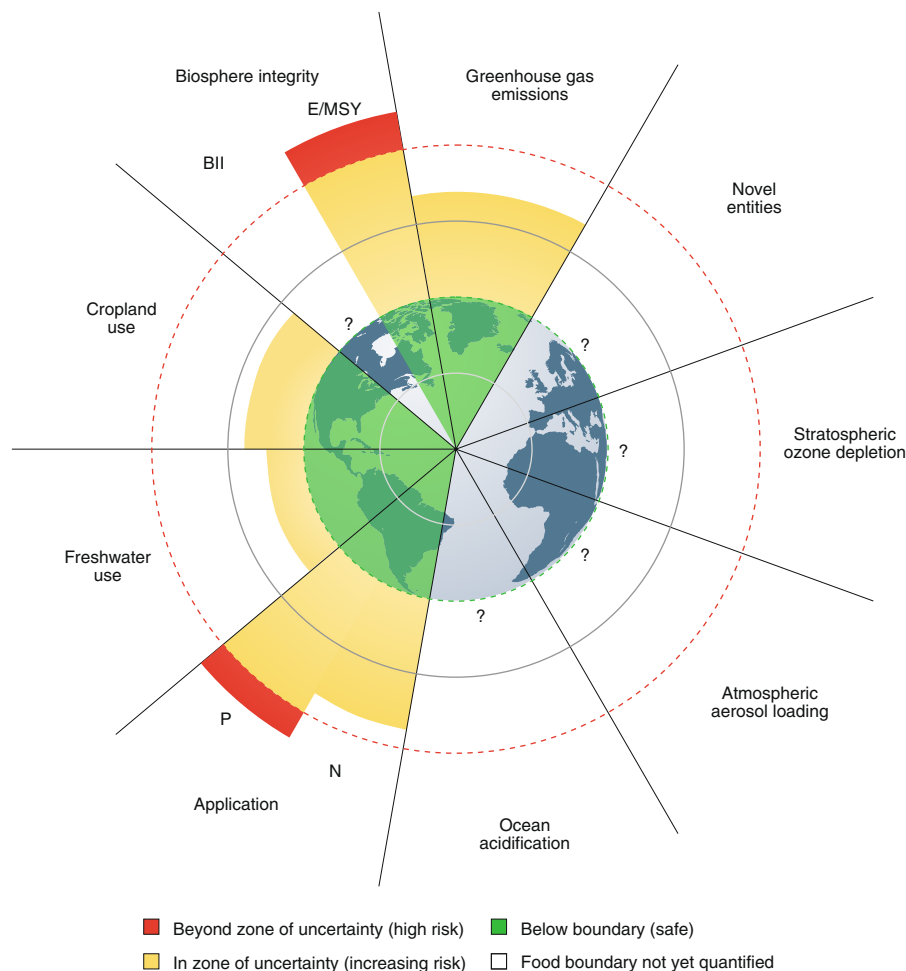 Biosphere integrity
Greenhouse gas
emissions
E/MSY
BII
Novel
entities
Cropland
use
?
?
Stratospheric
ozone depletion
?
Freshwater
use
?
?
Atmospheric
aerosol loading
P
N
Application
Ocean
acidification
Beyond zone of uncertainty (high risk)
Below boundary (safe)
In zone of uncertainty (increasing risk)
Food boundary not yet quantified